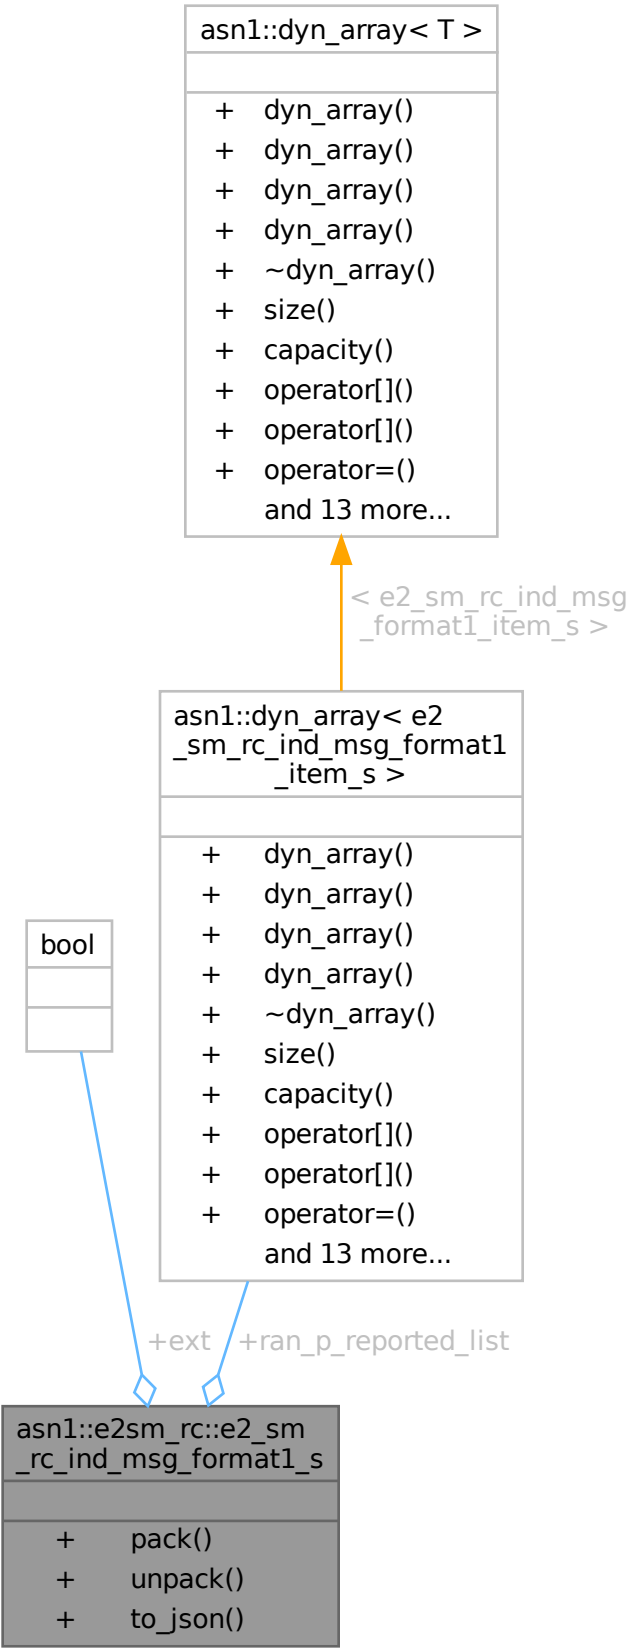 asn1::dyn_array< T >
+ dyn_array()
+ dyn_array()
+ dyn_array()
+ dyn_array()
+ ~dyn_array()
+ size()
+ capacity()
+ operator[]()
+ operator[]()
+ operator=()
and 13 more...
< e2_sm_rc_ind_msg
_format1_item_s >
asn1::dyn_array< e2
_sm_rc_ind_msg_format1
_item_s >
+ dyn_array()
+ dyn_array()
+ dyn_array()
+ dyn_array()
+ ~dyn_array()
+ size()
+ capacity()
+ operator[]()
+ operator[]()
+ operator=()
and 13 more...
bool
+ext
+ran_p_reported_list
asn1::e2sm_rc::e2_sm
_rc_ind_msg_format1_s
+ pack()
+ unpack()
+ to_json()